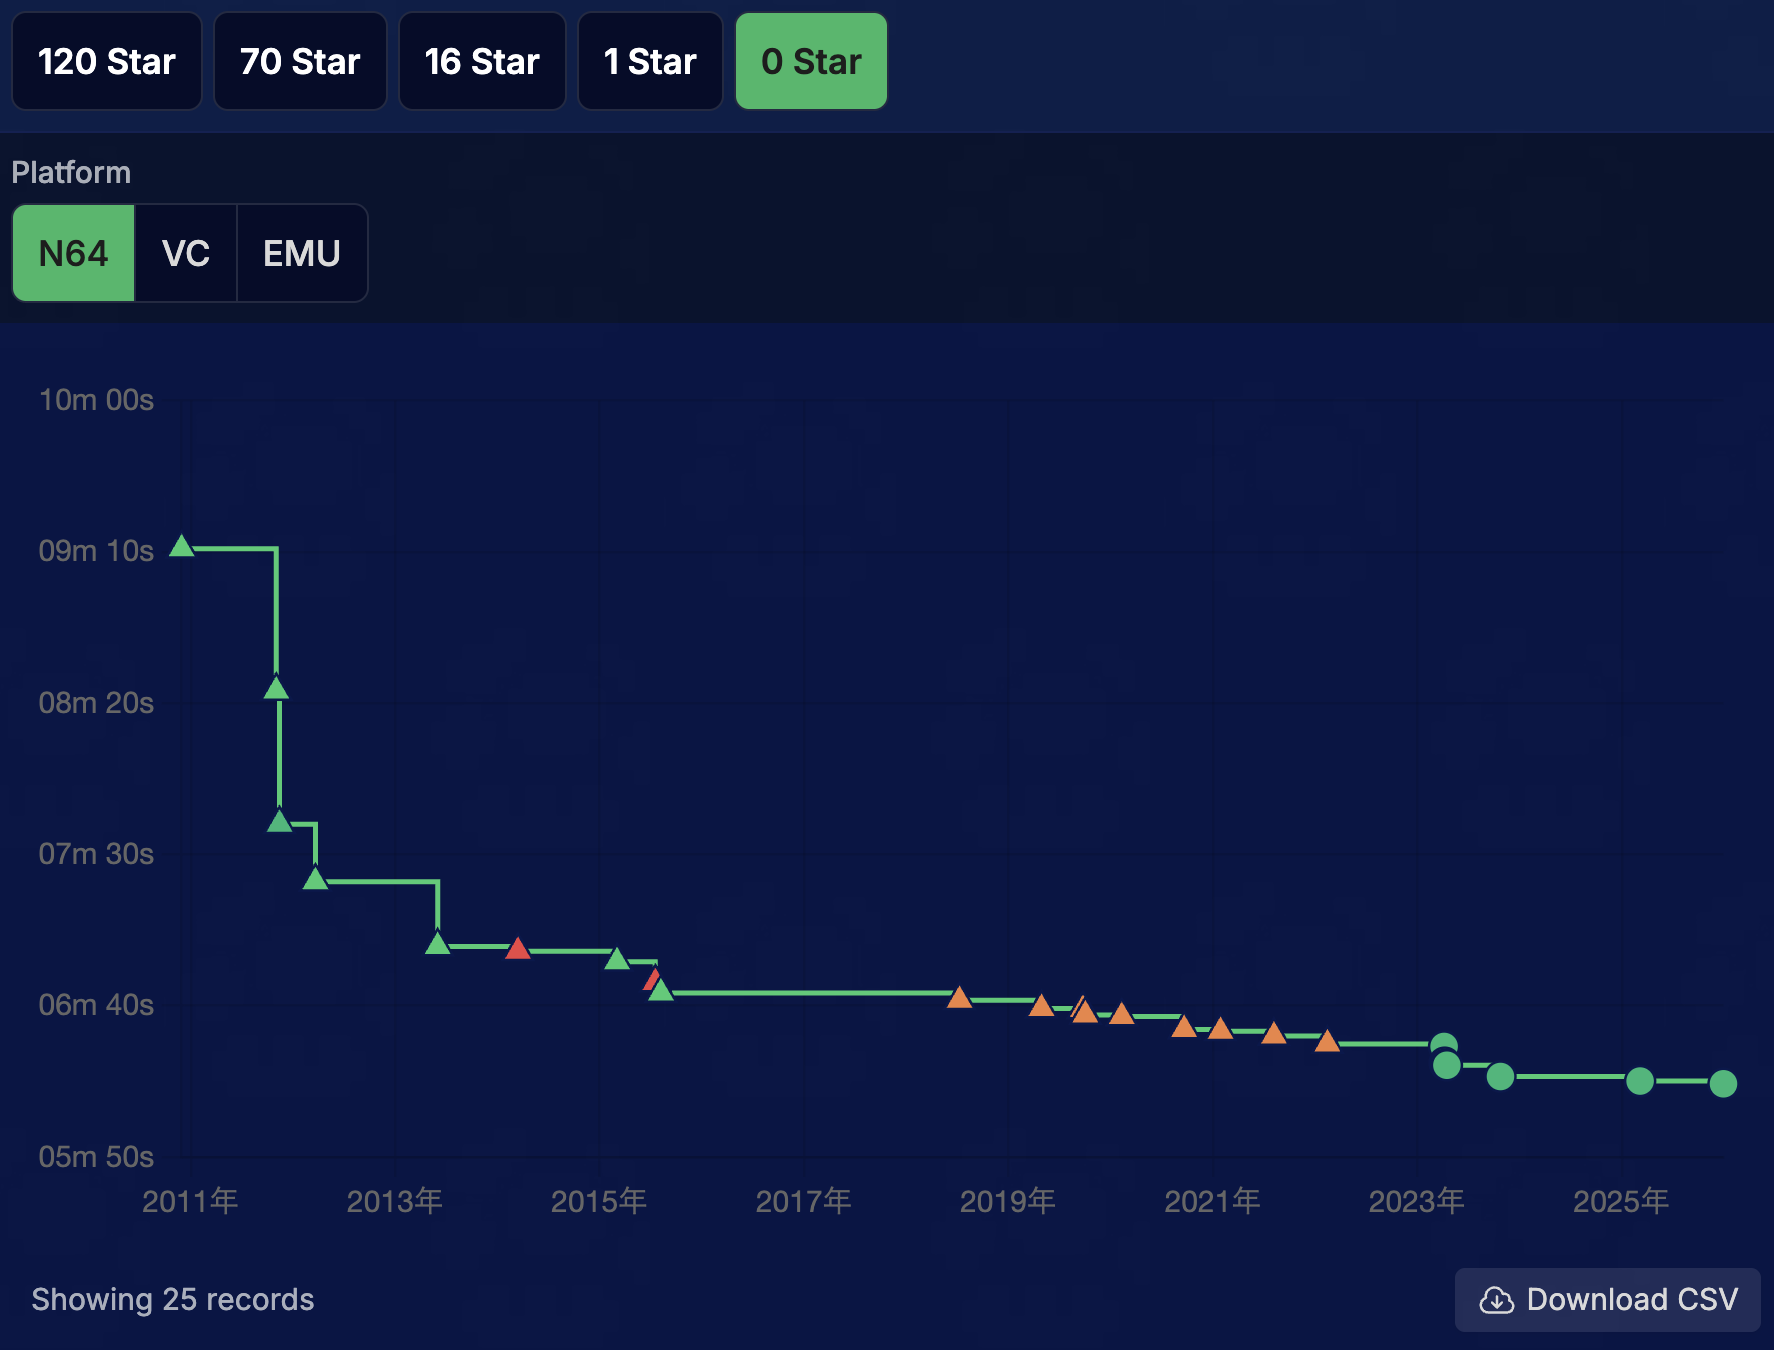 120 Star 70 Star 16 Star 1 Star 0 Star
Platform
N64 VC EMU
10m 00s
09m 10s
08m 20s
07m 30s
06m 40s
05m 50s
2011年 2013年 2015年 2017年 2019年 2021年 2023年 2025年
Showing 25 records
Download CSV